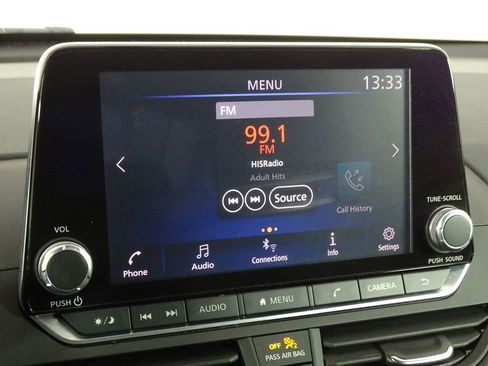 MENU 13:33
FM
99.1
FM
HISRadio
Adult Hits
Source
Call History
VOL
TUNE·SCROLL
Phone Audio Connections Info Settings
PUSH
PUSH SOUND
AUDIO MENU CAMERA
OFF 2
PASS AIR BAG